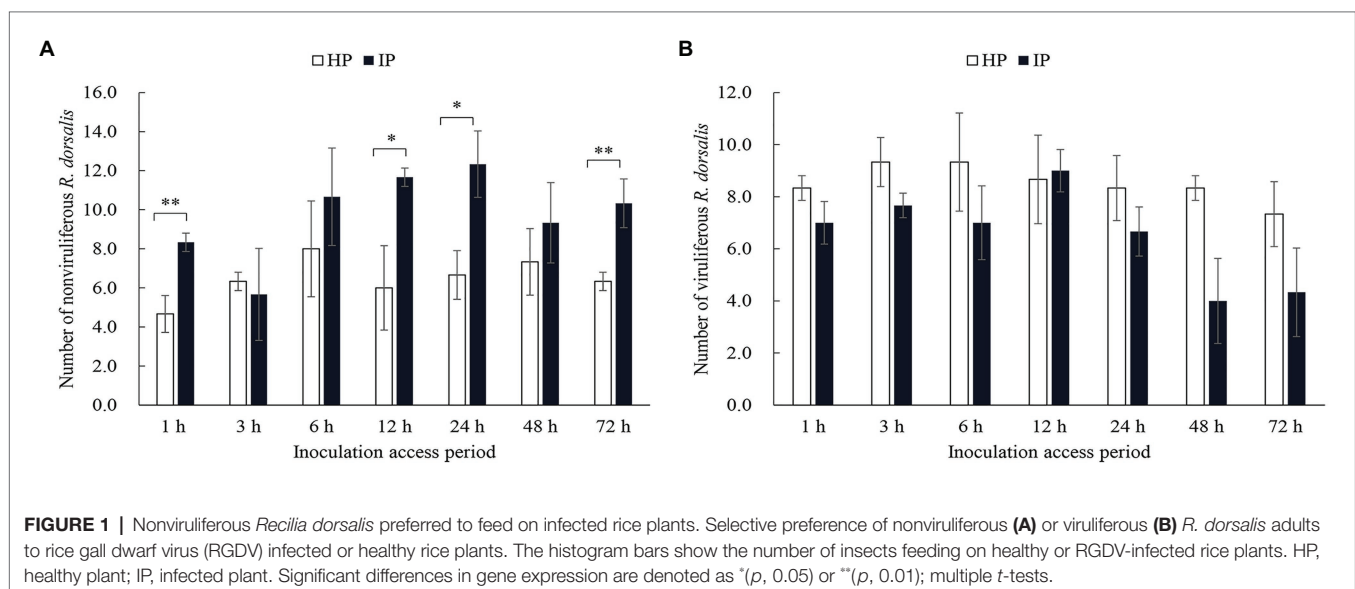 A
HP IP
16.0
14.0
12.0
10.0
8.0
6.0
4.0
2.0
0.0
Number of nonviruliferous R. dorsalis
**
*
*
**
1 h 3 h 6 h 12 h 24 h 48 h 72 h
Inoculation access period
B
HP IP
12.0
10.0
8.0
6.0
4.0
2.0
0.0
Number of viruliferous R. dorsalis
1 h 3 h 6 h 12 h 24 h 48 h 72 h
Inoculation access period
FIGURE 1 | Nonviruliferous Recilia dorsalis preferred to feed on infected rice plants. Selective preference of nonviruliferous (A) or viruliferous (B) R. dorsalis adults
to rice gall dwarf virus (RGDV) infected or healthy rice plants. The histogram bars show the number of insects feeding on healthy or RGDV-infected rice plants. HP,
healthy plant; IP, infected plant. Significant differences in gene expression are denoted as *(p, 0.05) or **(p, 0.01); multiple t-tests.